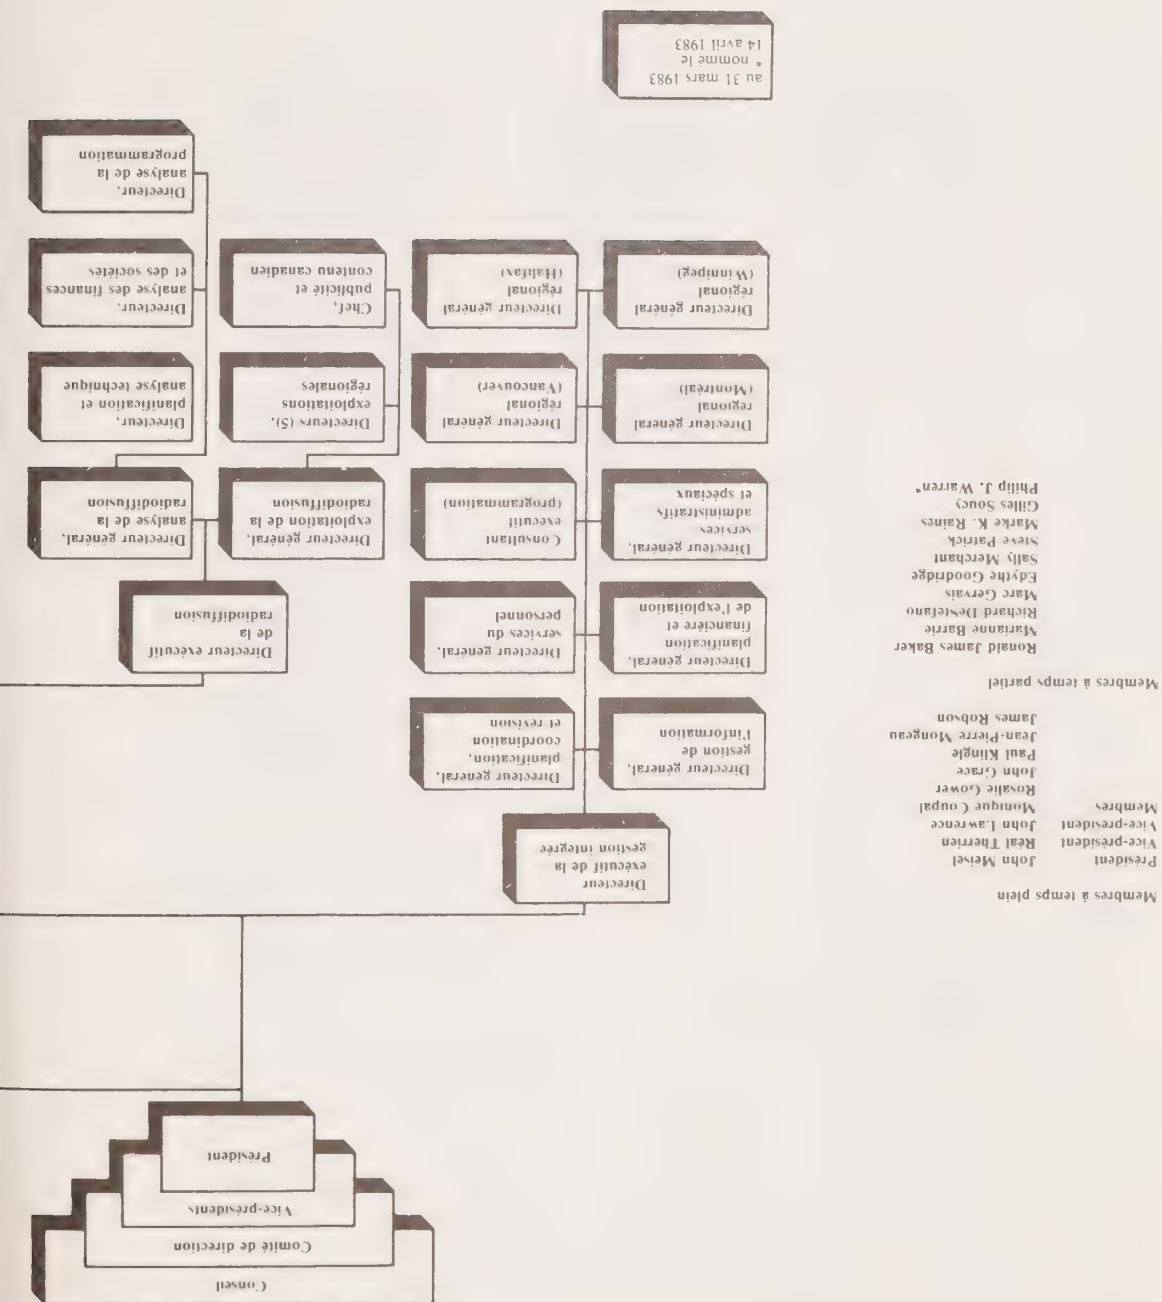 Conseil
Comité de direction
Vice-présidents
Président
Membres à temps plein
Président John Meisel
Vice-président Réal Therrien
Vice-président John Lawrence
Membres Monique Coupal
Rosalie Gower
John Grace
Paul Klingle
Jean-Pierre Mongeau
James Robson
Membres à temps partiel
Ronald James Baker
Marianne Barrie
Richard DeStefano
Marc Gervais
Edythe Goodridge
Sally Merchant
Steve Patrick
Marke K. Raines
Gilles Soucy
Philip J. Warren*
Directeur
exécutif de la
gestion intégrée
Directeur général,
gestion de
l'information
Directeur général,
planification,
coordination
et révision
Directeur général,
planification
financière et
de l'exploitation
Directeur général,
services du
personnel
Directeur général,
services
administratifs
et spéciaux
Consultant
exécutif
(programmation)
Directeur général
régional
(Montréal)
Directeur général
régional
(Vancouver)
Directeur général
régional
(Winnipeg)
Directeur général
régional
(Halifax)
Directeur exécutif
de la
radiodiffusion
Directeur général,
exploitation de la
radiodiffusion
Directeur général,
analyse de la
radiodiffusion
Directeurs (5),
exploitations
régionales
Directeur,
planification et
analyse technique
Chef,
publicité et
contenu canadien
Directeur,
analyse des finances
et des sociétés
Directeur,
analyse de la
programmation
au 31 mars 1983
* nommé le
14 avril 1983